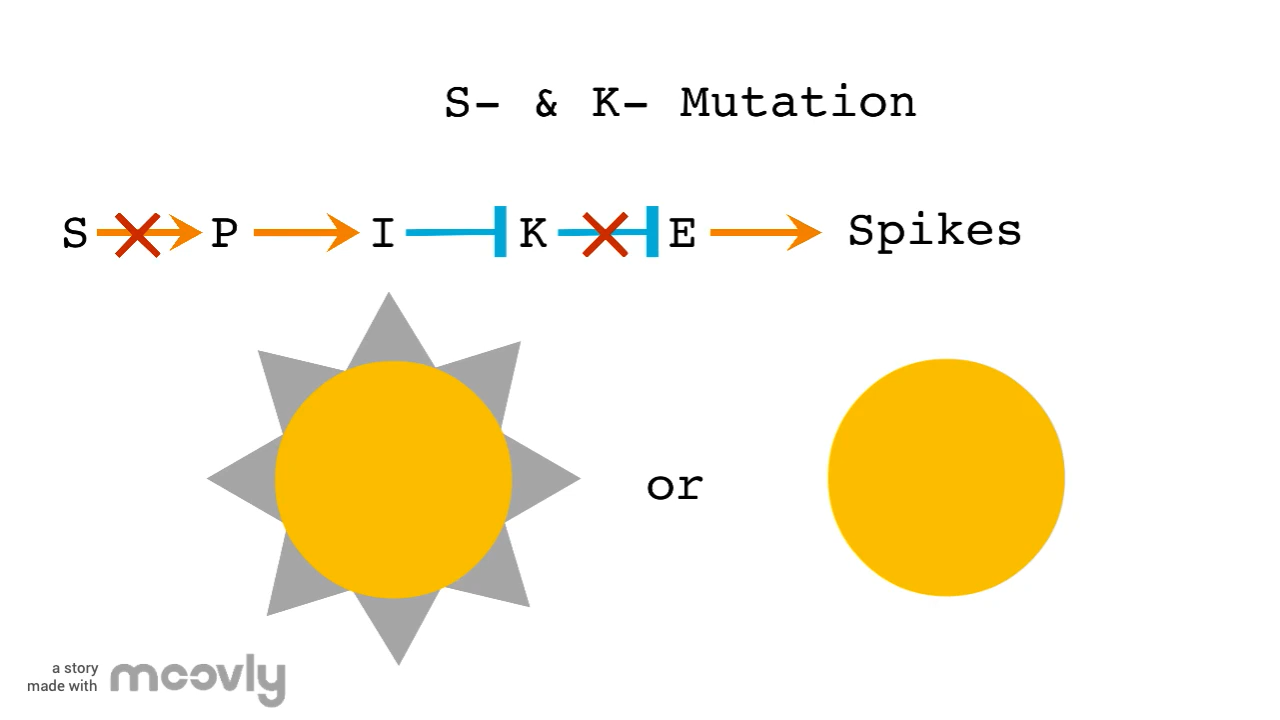 S- & K- Mutation
S P I K E Spikes
or
a story
made with moovly